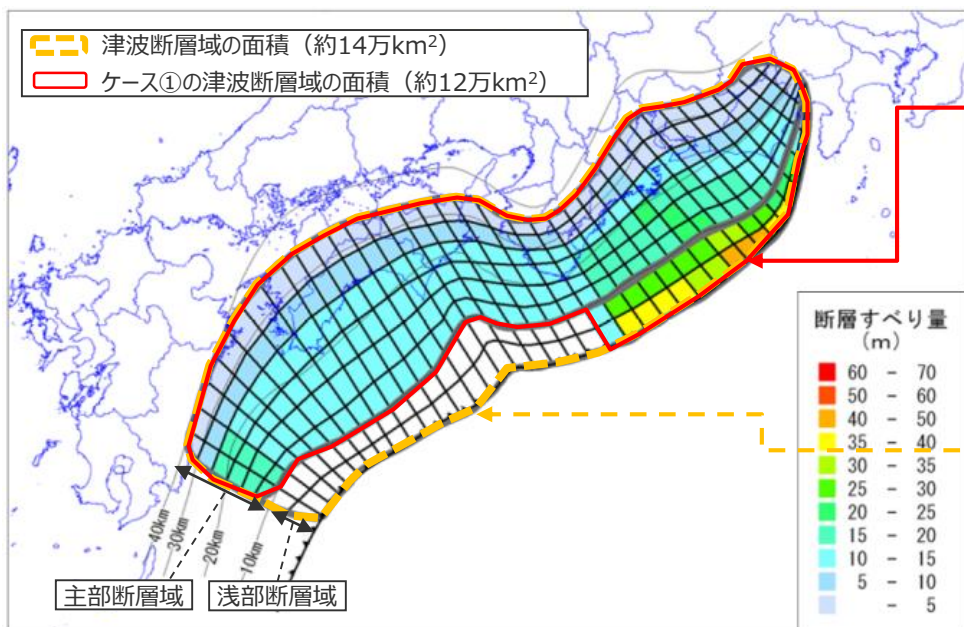 津波断層域の面積（約14万km²）
ケース①の津波断層域の面積（約12万km²）
断層すべり量
(m)
60 - 70
50 - 60
40 - 50
35 - 40
30 - 35
25 - 30
20 - 25
15 - 20
10 - 15
5 - 10
- 5
40km
30km
20km
10km
主部断層域
浅部断層域